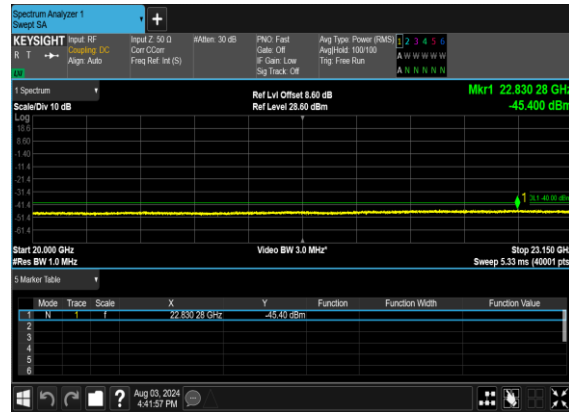 Spectrum Analyzer 1
Swept SA
+
KEYSIGHT
R T
Input: RF
Coupling: DC
Align: Auto
Input Z: 50 Ω
Corr CCorr
Freq Ref: Int (S)
#Atten: 30 dB
PNO: Fast
Gate: Off
IF Gain: Low
Sig Track: Off
Avg Type: Power (RMS)
Avg|Hold: 100/100
Trig: Free Run
1 2 3 4 5 6
A W W W W W
A N N N N N
1 Spectrum
Scale/Div 10 dB
Ref Lvl Offset 8.60 dB
Ref Level 28.60 dBm
Mkr1 22.830 28 GHz
-45.400 dBm
Log
18.6
8.60
-1.40
-11.4
-21.4
-31.4
-41.4
-51.4
-61.4
1
DL1 -40.00 dBm
Start 20.000 GHz
#Res BW 1.0 MHz
Video BW 3.0 MHz*
Stop 23.150 GHz
Sweep 5.33 ms (40001 pts)
5 Marker Table
Mode Trace Scale X Y Function Function Width Function Value
1 N 1 f 22.830 28 GHz -45.40 dBm
2
3
4
5
6
?
Aug 03, 2024
4:41:57 PM